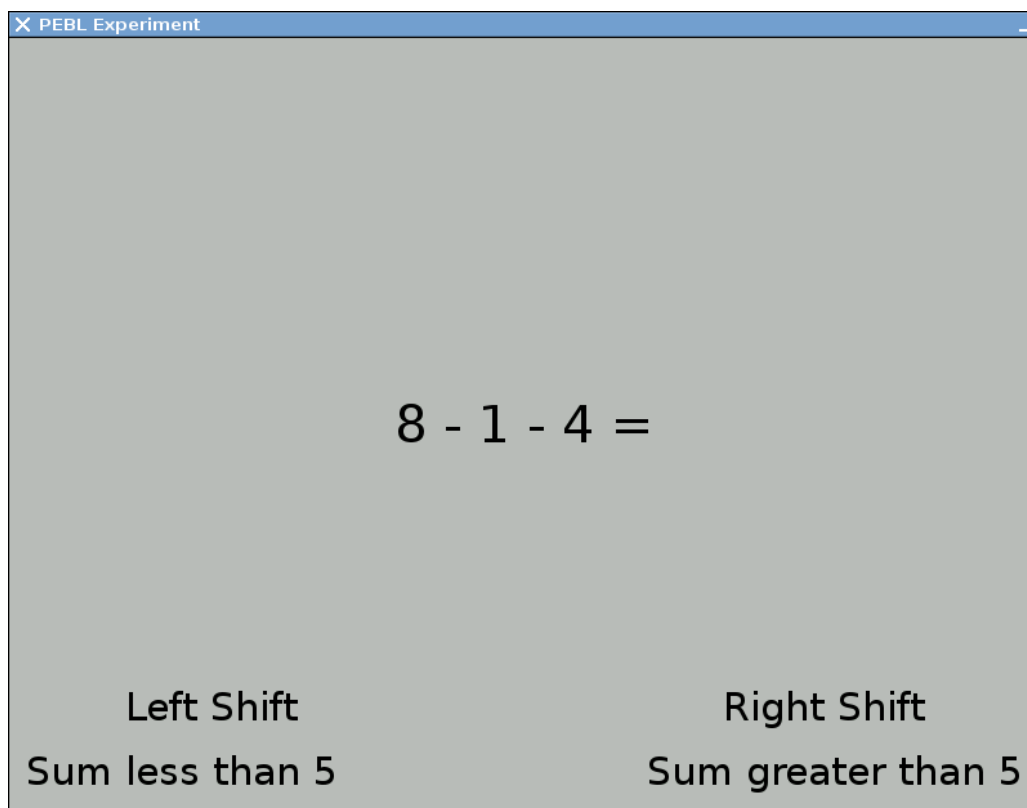 PEBL Experiment
8 - 1 - 4 =
Left Shift
Right Shift
Sum less than 5
Sum greater than 5